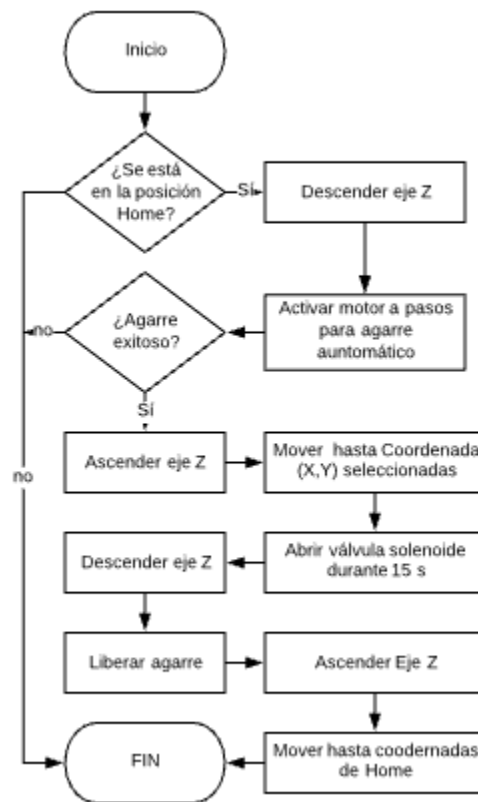 Inicio
¿Se está
en la posición
Home?
Sí
Descender eje Z
Activar motor a pasos
para agarre
auntomático
¿Agarre
exitoso?
no
Sí
Ascender eje Z
Mover hasta Coordenada
(X,Y) seleccionadas
no
Abrir válvula solenoide
durante 15 s
Descender eje Z
Liberar agarre
Ascender Eje Z
Mover hasta coodernadas
de Home
FIN